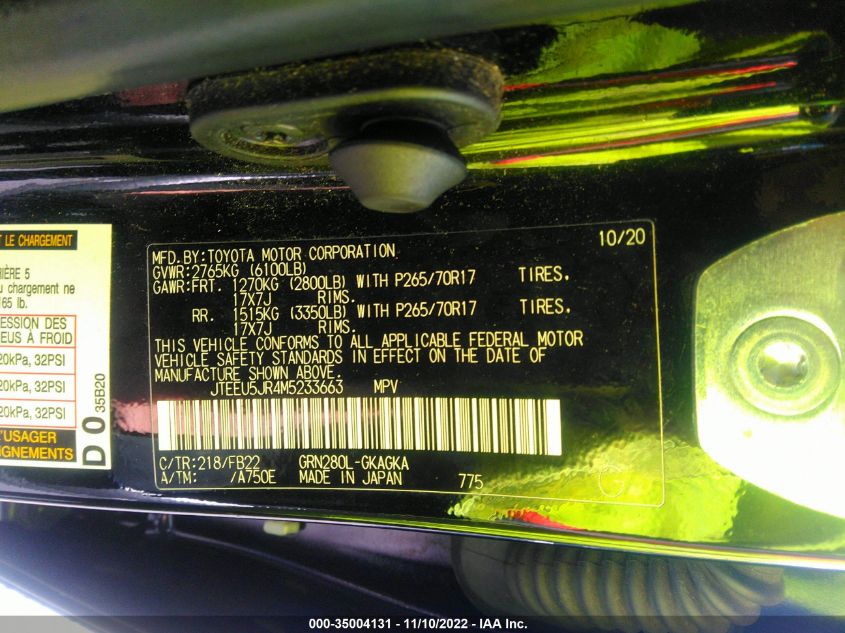 T LE CHARGEMENT
RIÈRE 5
u chargement ne
165 lb.
RESSION DES
EUS À FROID
20kPa, 32PSI
20kPa, 32PSI
20kPa, 32PSI
L'USAGER
IGNEMENTS
D 0 35B20
10/20
MFD.BY:TOYOTA MOTOR CORPORATION
GVWR:2765KG (6100LB)
GAWR:FRT. 1270KG (2800LB) WITH P265/70R17 TIRES.
17X7J RIMS.
RR. 1515KG (3350LB) WITH P265/70R17 TIRES.
17X7J RIMS.
THIS VEHICLE CONFORMS TO ALL APPLICABLE FEDERAL MOTOR
VEHICLE SAFETY STANDARDS IN EFFECT ON THE DATE OF
MANUFACTURE SHOWN ABOVE.
JTEEU5JR4M5233663 MPV
C/TR:218/FB22 GRN280L-GKAGKA
A/TM: /A750E MADE IN JAPAN 775
G
000-35004131 - 11/10/2022 - IAA Inc.